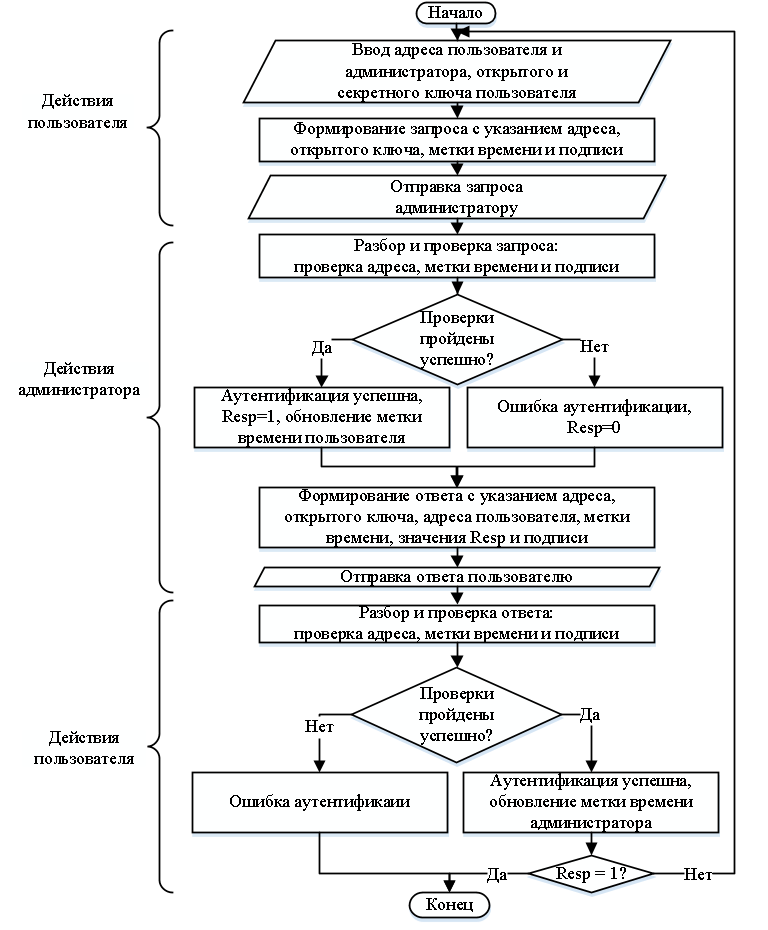 Начало
Ввод адреса пользователя и
администратора, открытого и
секретного ключа пользователя
Действия
пользователя
Формирование запроса с указанием адреса,
открытого ключа, метки времени и подписи
Отправка запроса
администратору
Разбор и проверка запроса:
проверка адреса, метки времени и подписи
Проверки
пройдены
успешно?
Да
Нет
Действия
администратора
Аутентификация успешна,
Resp=1, обновление метки
времени пользователя
Ошибка аутентификации,
Resp=0
Формирование ответа с указанием адреса,
открытого ключа, адреса пользователя, метки
времени, значения Resp и подписи
Отправка ответа пользователю
Разбор и проверка ответа:
проверка адреса, метки времени и подписи
Проверки
пройдены
успешно?
Нет
Да
Действия
пользователя
Ошибка аутентификаии
Аутентификация успешна,
обновление метки времени
администратора
Да
Resp = 1?
Нет
Конец